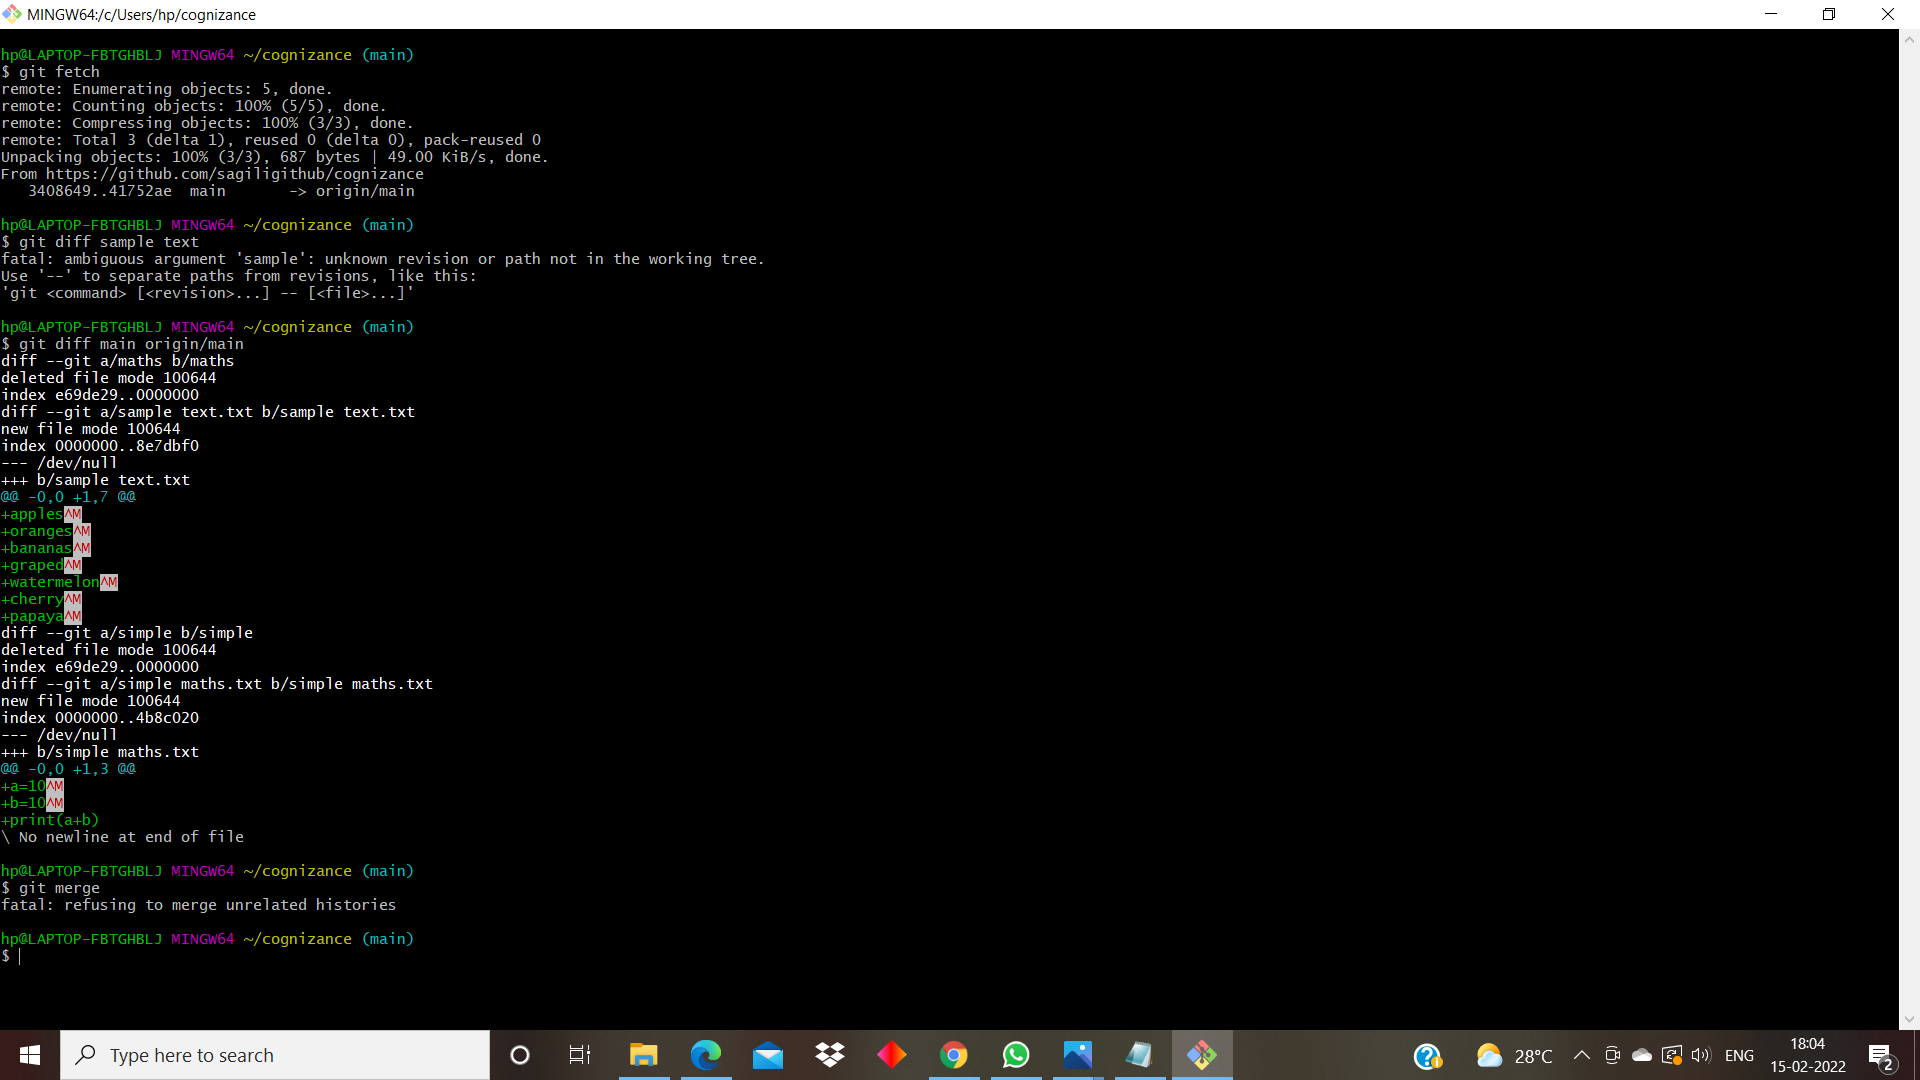 MINGW64:/c/Users/hp/cognizance
hp@LAPTOP-FBTGHBLJ MINGW64 ~/cognizance (main)
$ git fetch
remote: Enumerating objects: 5, done.
remote: Counting objects: 100% (5/5), done.
remote: Compressing objects: 100% (3/3), done.
remote: Total 3 (delta 1), reused 0 (delta 0), pack-reused 0
Unpacking objects: 100% (3/3), 687 bytes | 49.00 KiB/s, done.
From https://github.com/sagiligithub/cognizance
   3408649..41752ae  main       -> origin/main
hp@LAPTOP-FBTGHBLJ MINGW64 ~/cognizance (main)
$ git diff sample text
fatal: ambiguous argument 'sample': unknown revision or path not in the working tree.
Use '--' to separate paths from revisions, like this:
'git <command> [<revision>...] -- [<file>...]'
hp@LAPTOP-FBTGHBLJ MINGW64 ~/cognizance (main)
$ git diff main origin/main
diff --git a/maths b/maths
deleted file mode 100644
index e69de29..0000000
diff --git a/sample text.txt b/sample text.txt
new file mode 100644
index 0000000..8e7dbf0
--- /dev/null
+++ b/sample text.txt
@@ -0,0 +1,7 @@
+apples^M
+oranges^M
+bananas^M
+graped^M
+watermelon^M
+cherry^M
+papaya^M
diff --git a/simple b/simple
deleted file mode 100644
index e69de29..0000000
diff --git a/simple maths.txt b/simple maths.txt
new file mode 100644
index 0000000..4b8c020
--- /dev/null
+++ b/simple maths.txt
@@ -0,0 +1,3 @@
+a=10^M
+b=10^M
+print(a+b)
\ No newline at end of file
hp@LAPTOP-FBTGHBLJ MINGW64 ~/cognizance (main)
$ git merge
fatal: refusing to merge unrelated histories
hp@LAPTOP-FBTGHBLJ MINGW64 ~/cognizance (main)
$
Type here to search
28°C
ENG
18:04
15-02-2022
2